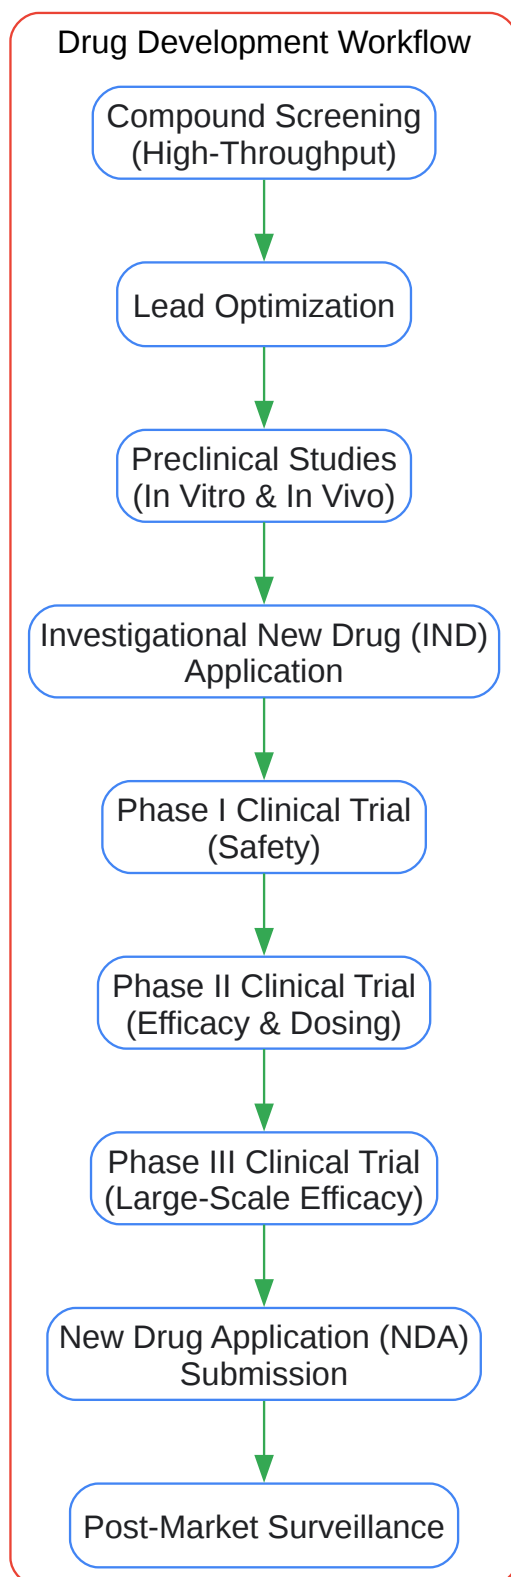 Drug Development Workflow
Compound Screening
(High-Throughput)
Lead Optimization
Preclinical Studies
(In Vitro & In Vivo)
Investigational New Drug (IND)
Application
Phase I Clinical Trial
(Safety)
Phase II Clinical Trial
(Efficacy & Dosing)
Phase III Clinical Trial
(Large-Scale Efficacy)
New Drug Application (NDA)
Submission
Post-Market Surveillance